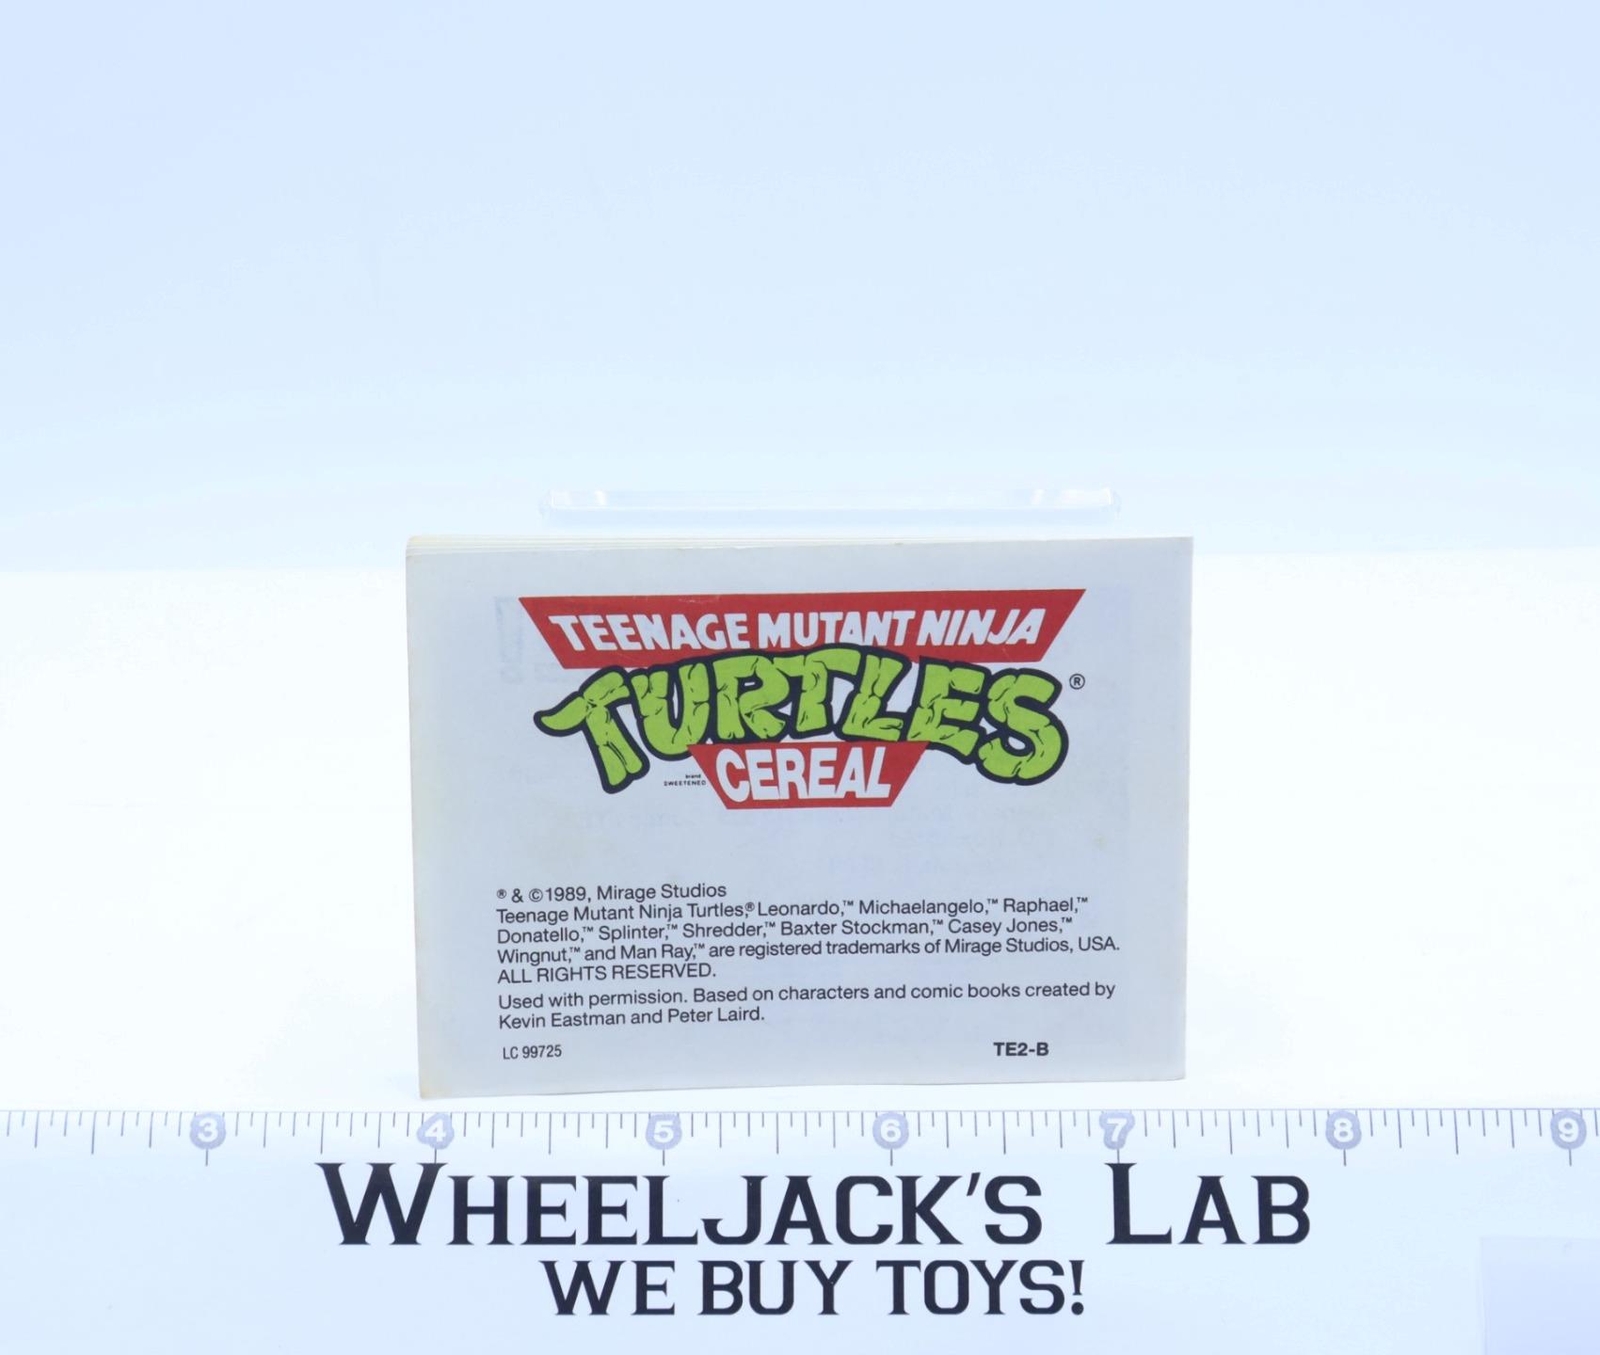 TEENAGE MUTANT NINJA
TURTLES®
CEREAL
brand
SWEETENED
® & ©1989, Mirage Studios
Teenage Mutant Ninja Turtles,® Leonardo,™ Michaelangelo,™ Raphael,™
Donatello,™ Splinter,™ Shredder,™ Baxter Stockman,™ Casey Jones,™
Wingnut,™ and Man Ray,™ are registered trademarks of Mirage Studios, USA.
ALL RIGHTS RESERVED.
Used with permission. Based on characters and comic books created by
Kevin Eastman and Peter Laird.
LC 99725 TE2-B
3 4 5 6 7 8 9
WHEELJACK'S LAB
WE BUY TOYS!